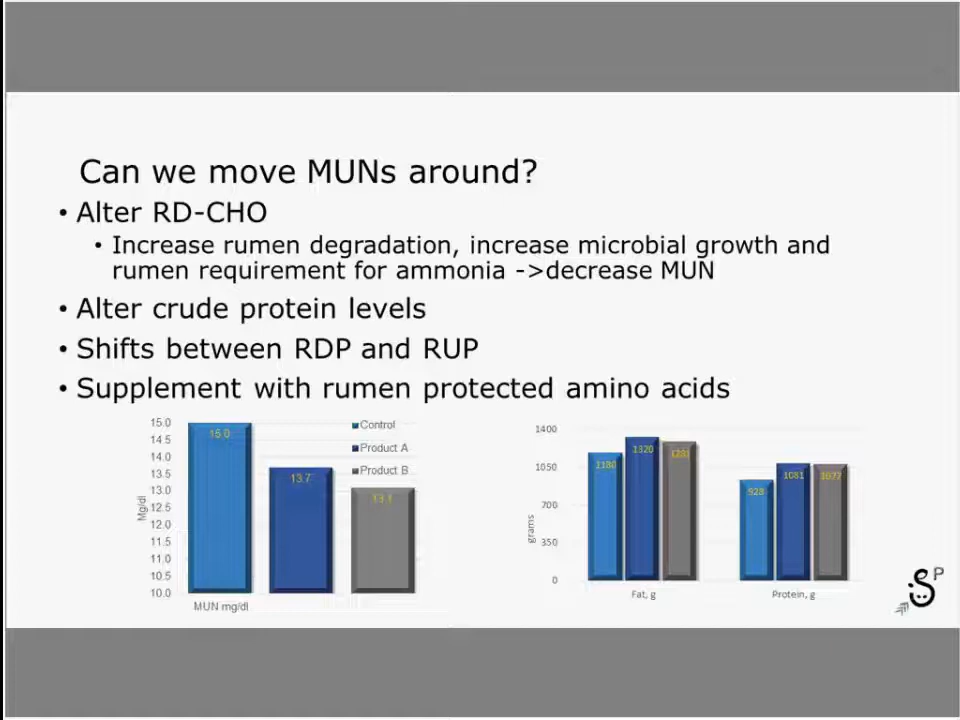 Can we move MUNs around?
• Alter RD-CHO
• Increase rumen degradation, increase microbial growth and
rumen requirement for ammonia ->decrease MUN
• Alter crude protein levels
• Shifts between RDP and RUP
• Supplement with rumen protected amino acids
15.0
14.5
14.0
13.5
13.0
12.5
12.0
11.5
11.0
10.5
10.0
Mg/dl
15.0
13.7
13.1
Control
Product A
Product B
MUN mg/dl
1400
1050
700
350
0
grams
1180
1320
1281
928
1081
1077
Fat, g
Protein, g
S P